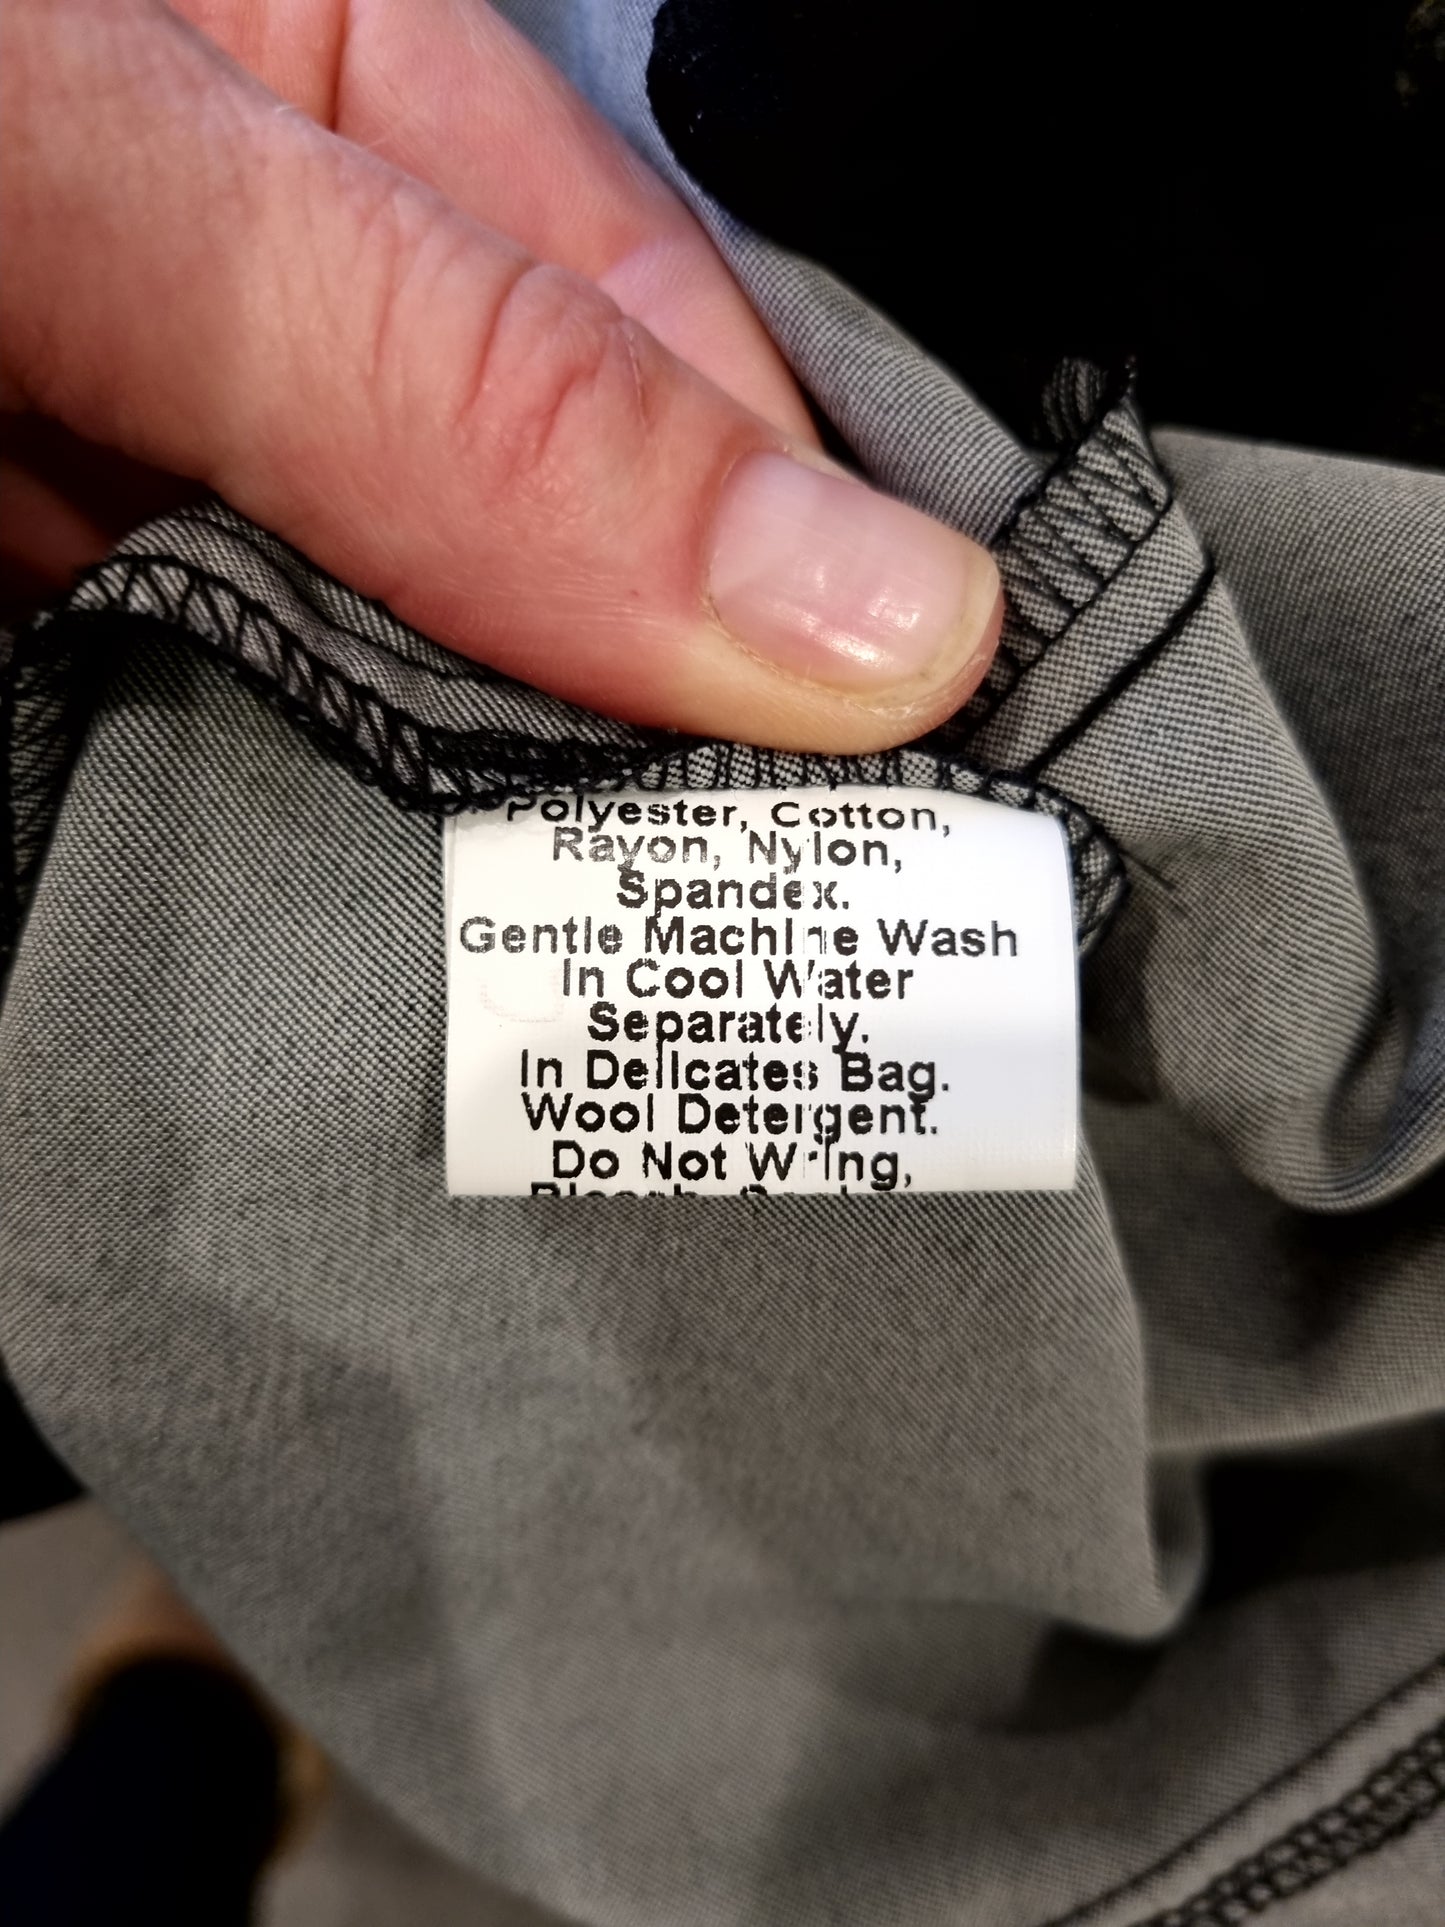 Polyester, Cotton,
Rayon, Nylon,
Spandex.
Gentle Machine Wash
In Cool Water
Separately.
In Delicates Bag.
Wool Detergent.
Do Not Wring,